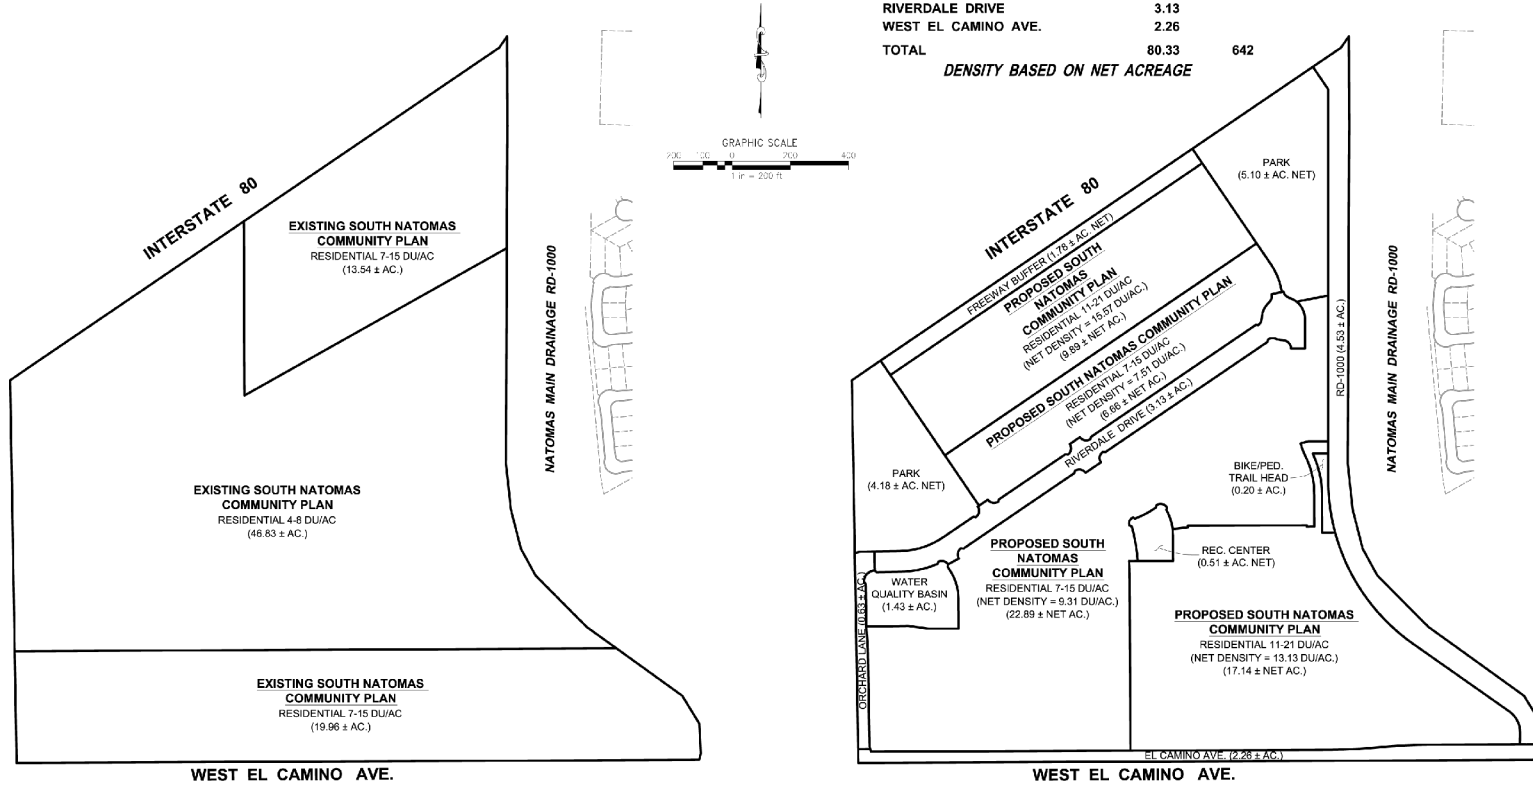 RIVERDALE DRIVE 3.13
WEST EL CAMINO AVE. 2.26
TOTAL 80.33 642
DENSITY BASED ON NET ACREAGE
GRAPHIC SCALE
200 100 0 200 400
1 in = 200 ft
INTERSTATE 80
EXISTING SOUTH NATOMAS
COMMUNITY PLAN
RESIDENTIAL 7-15 DU/AC
(13.54 ± AC.)
NATOMAS MAIN DRAINAGE RD-1000
EXISTING SOUTH NATOMAS
COMMUNITY PLAN
RESIDENTIAL 4-8 DU/AC
(46.83 ± AC.)
EXISTING SOUTH NATOMAS
COMMUNITY PLAN
RESIDENTIAL 7-15 DU/AC
(19.96 ± AC.)
WEST EL CAMINO AVE.
INTERSTATE 80
PARK
(5.10 ± AC. NET)
FREEWAY BUFFER (1.78 ± AC. NET)
PROPOSED SOUTH
NATOMAS
COMMUNITY PLAN
RESIDENTIAL 11-21 DU/AC
(NET DENSITY = 15.57 DU/AC.)
(9.89 ± NET AC.)
PROPOSED SOUTH NATOMAS COMMUNITY PLAN
RESIDENTIAL 7-15 DU/AC
(NET DENSITY = 7.51 DU/AC.)
(6.66 ± NET AC.)
RIVERDALE DRIVE (3.13 ± AC.)
RD-1000 (4.53 ± AC.)
NATOMAS MAIN DRAINAGE RD-1000
PARK
(4.18 ± AC. NET)
BIKE/PED.
TRAIL HEAD
(0.20 ± AC.)
REC. CENTER
(0.51 ± AC. NET)
PROPOSED SOUTH
NATOMAS
COMMUNITY PLAN
RESIDENTIAL 7-15 DU/AC
(NET DENSITY = 9.31 DU/AC.)
(22.89 ± NET AC.)
WATER
QUALITY BASIN
(1.43 ± AC.)
ORCHARD LANE (0.63 ± AC.)
PROPOSED SOUTH NATOMAS
COMMUNITY PLAN
RESIDENTIAL 11-21 DU/AC
(NET DENSITY = 13.13 DU/AC.)
(17.14 ± NET AC.)
EL CAMINO AVE. (2.26 ± AC.)
WEST EL CAMINO AVE.